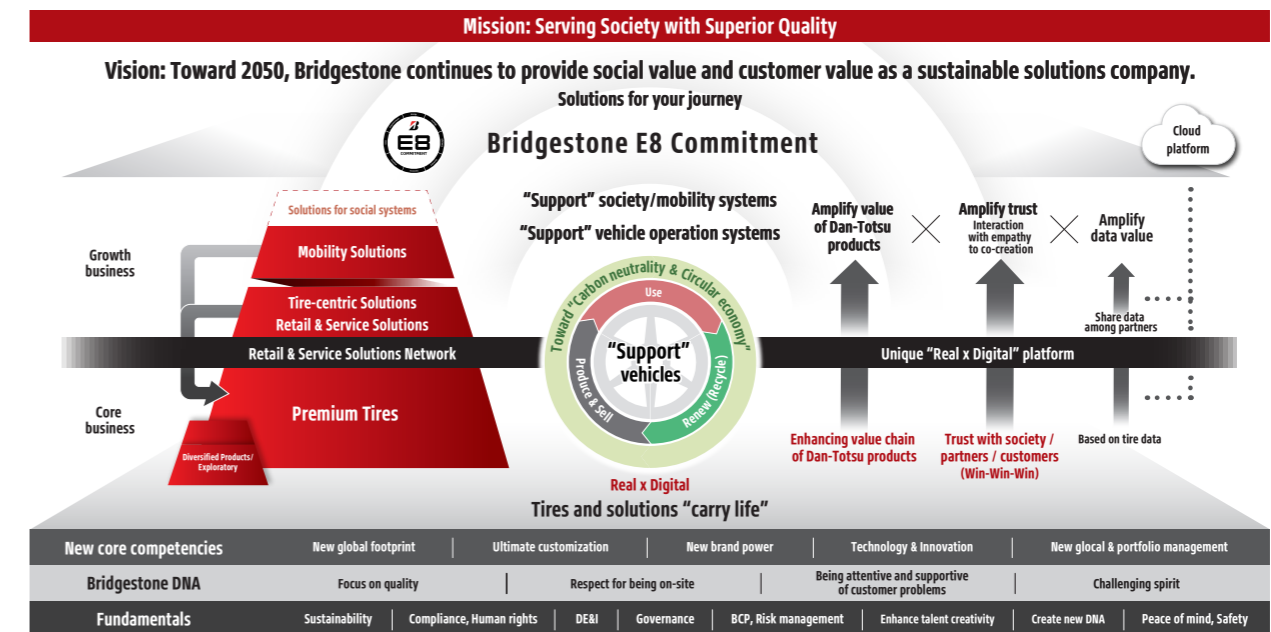 Mission: Serving Society with Superior Quality
Vision: Toward 2050, Bridgestone continues to provide social value and customer value as a sustainable solutions company.
Solutions for your journey
B
E8
COMMITMENT
Bridgestone E8 Commitment
Cloud
platform
Solutions for social systems
Mobility Solutions
Growth
business
Tire-centric Solutions
Retail & Service Solutions
Retail & Service Solutions Network
Core
business
Premium Tires
Diversified Products/
Exploratory
“Support” society/mobility systems
“Support” vehicle operation systems
Toward “Carbon neutrality & Circular economy”
Use
Produce & Sell
Renew (Recycle)
“Support”
vehicles
Real x Digital
Tires and solutions “carry life”
Amplify value
of Dan-Totsu
products
Amplify trust
Interaction
with empathy
to co-creation
Amplify
data value
Share data
among partners
Unique “Real x Digital” platform
Enhancing value chain
of Dan-Totsu products
Trust with society /
partners / customers
(Win-Win-Win)
Based on tire data
New core competencies
New global footprint
Ultimate customization
New brand power
Technology & Innovation
New glocal & portfolio management
Bridgestone DNA
Focus on quality
Respect for being on-site
Being attentive and supportive
of customer problems
Challenging spirit
Fundamentals
Sustainability
Compliance, Human rights
DE&I
Governance
BCP, Risk management
Enhance talent creativity
Create new DNA
Peace of mind, Safety